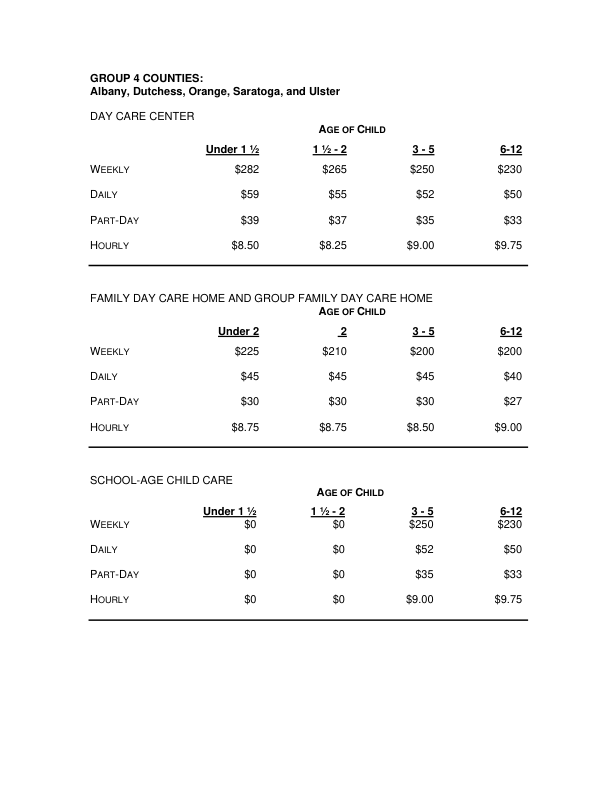 GROUP 4 COUNTIES:
Albany, Dutchess, Orange, Saratoga, and Ulster
DAY CARE CENTER
AGE OF CHILD
Under 1 ½ 1 ½ - 2 3 - 5 6-12
WEEKLY $282 $265 $250 $230
DAILY $59 $55 $52 $50
PART-DAY $39 $37 $35 $33
HOURLY $8.50 $8.25 $9.00 $9.75
FAMILY DAY CARE HOME AND GROUP FAMILY DAY CARE HOME
AGE OF CHILD
Under 2 2 3 - 5 6-12
WEEKLY $225 $210 $200 $200
DAILY $45 $45 $45 $40
PART-DAY $30 $30 $30 $27
HOURLY $8.75 $8.75 $8.50 $9.00
SCHOOL-AGE CHILD CARE
AGE OF CHILD
Under 1 ½ 1 ½ - 2 3 - 5 6-12
WEEKLY $0 $0 $250 $230
DAILY $0 $0 $52 $50
PART-DAY $0 $0 $35 $33
HOURLY $0 $0 $9.00 $9.75